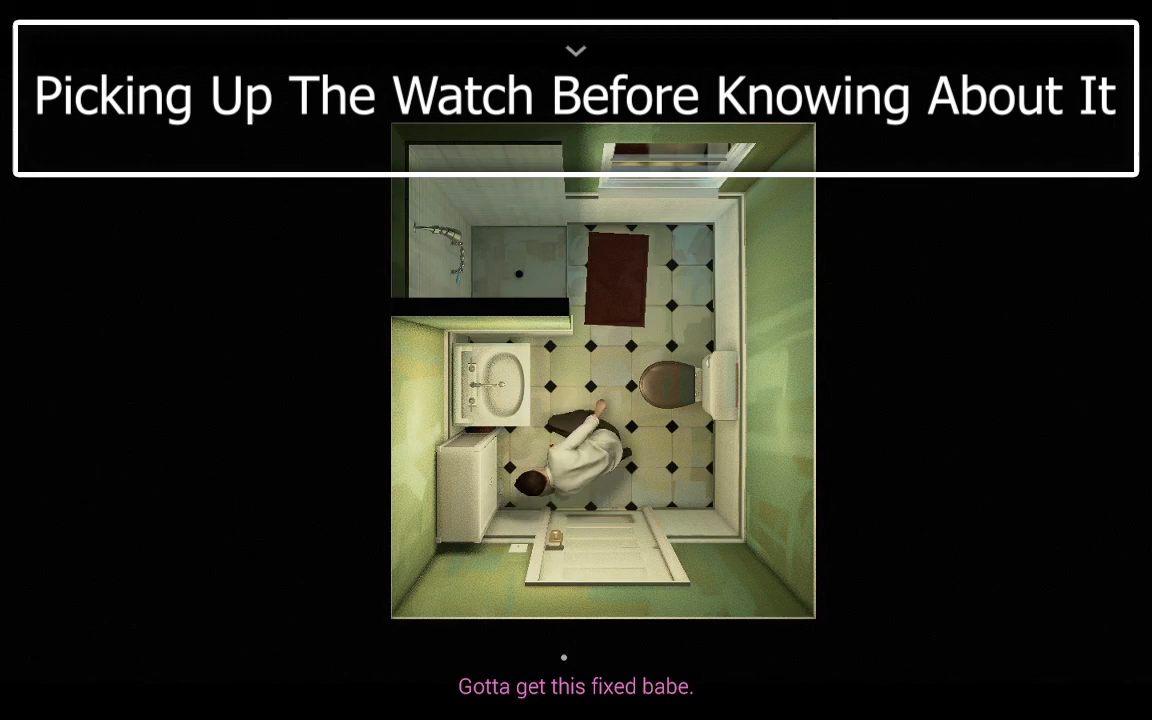 Picking Up The Watch Before Knowing About It
Gotta get this fixed babe.